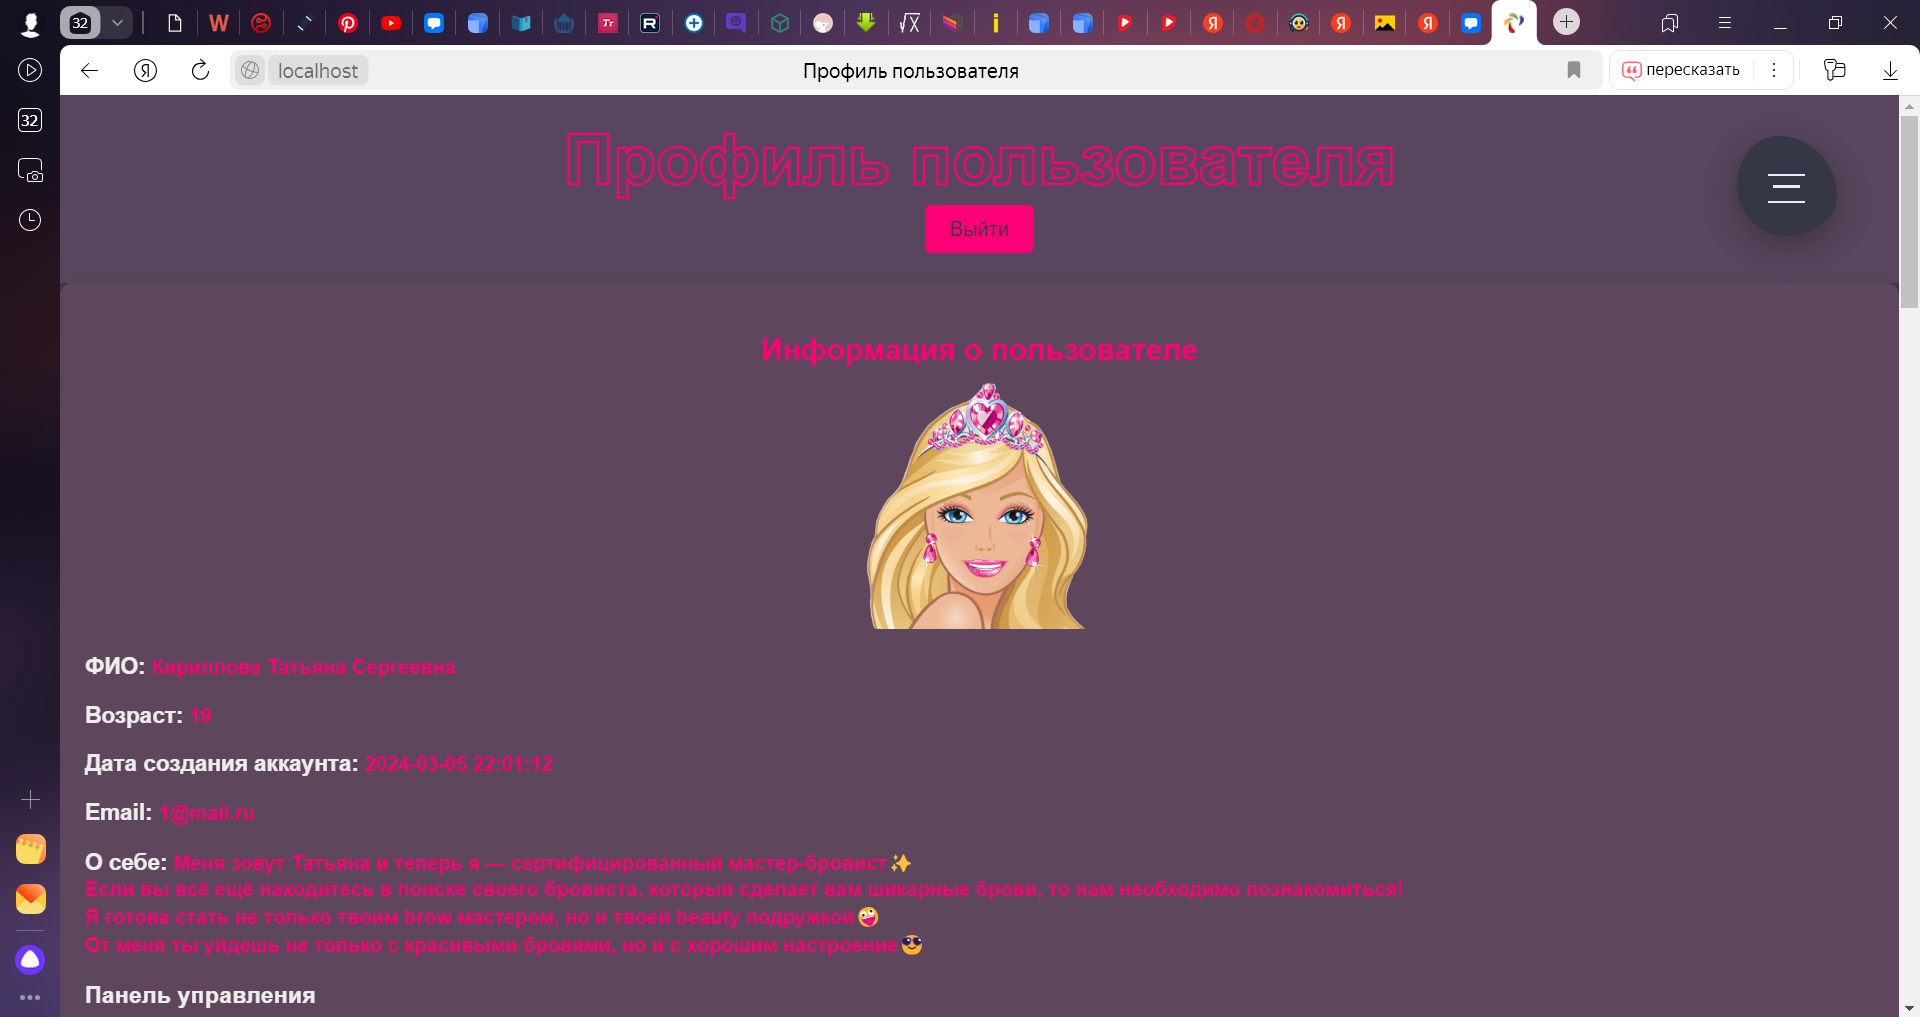 32
W
Tr
R
√X
i
Я
Я
Я
Я
localhost
Профиль пользователя
пересказать
32
Профиль пользователя
Выйти
Информация о пользователе
ФИО: Кириллова Татьяна Сергеевна
Возраст: 19
Дата создания аккаунта: 2024-03-05 22:01:12
Email: 1@mail.ru
О себе: Меня зовут Татьяна и теперь я — сертифицированный мастер-бровист✨
Если вы всё ещё находитесь в поиске своего бровиста, который сделает вам шикарные брови, то нам необходимо познакомиться!
Я готова стать не только твоим brow мастером, но и твоей beauty подружкой🤪
От меня ты уйдешь не только с красивыми бровями, но и с хорошим настроение😎
Панель управления